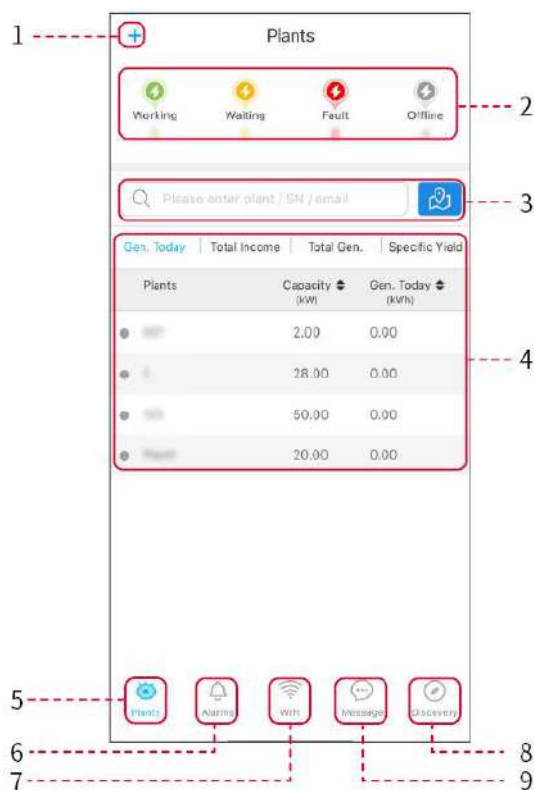 1
Plants
Working Waiting Fault Offline
2
Please enter plant / SN / email
3
Gen. Today Total Income Total Gen. Specific Yield
Plants Capacity Gen. Today
(kW) (kWh)
2.00 0.00
4
28.00 0.00
50.00 0.00
20.00 0.00
5
Plants Alarms WiFi Message Discovery
6 8
7 9